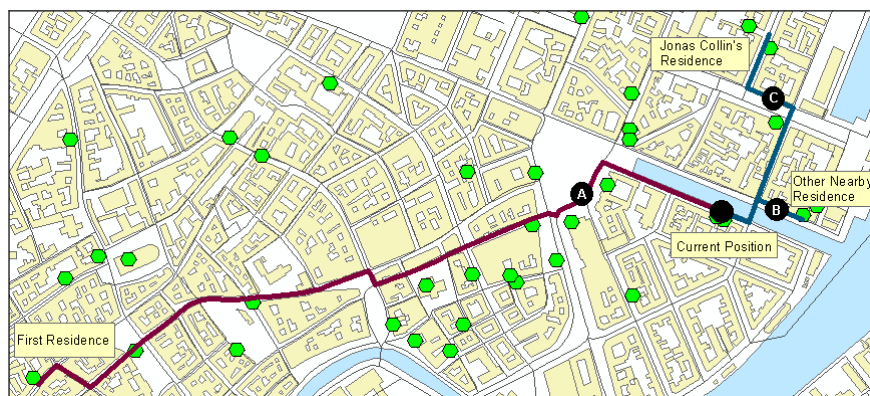 Jonas Collin's
Residence
C
A
Other Nearby
Residence
B
Current Position
First Residence